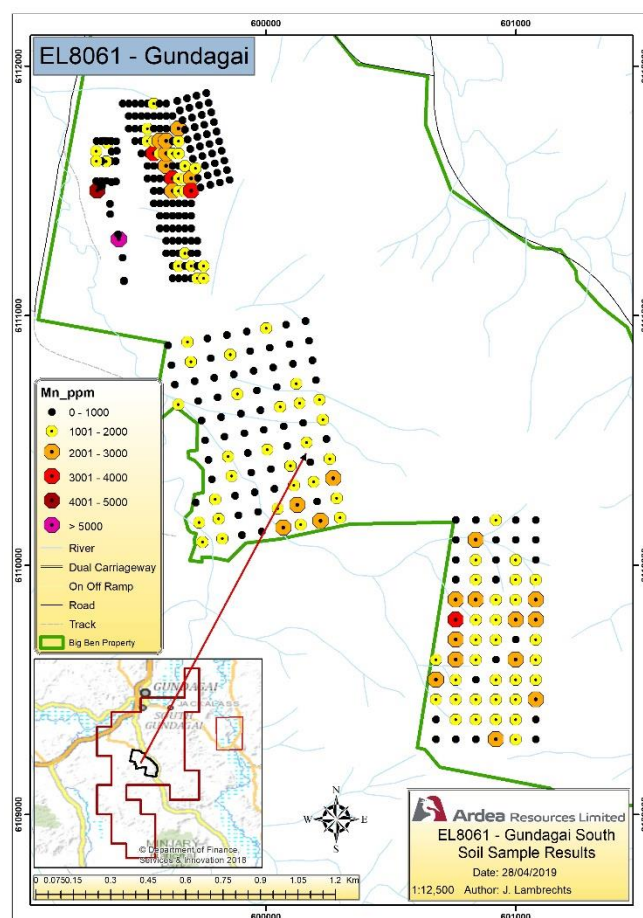 600000
601000
6112000
EL8061 - Gundagai
6111000
Mn_ppm
0 - 1000
1001 - 2000
2001 - 3000
3001 - 4000
4001 - 5000
> 5000
River
Dual Carriageway
On Off Ramp
Road
Track
Big Ben Property
6110000
GUNDAGAI
SOUTH
GUNDAGAI
6109000
© Department of Finance,
Services & Innovation 2018
N
W E
S
0 0.075 0.15 0.3 0.45 0.6 0.75 0.9 1.05 1.2 Km
Ardea Resources Limited
EL8061 - Gundagai South
Soil Sample Results
Date: 28/04/2019
1:12,500 Author: J. Lambrechts
600000
601000